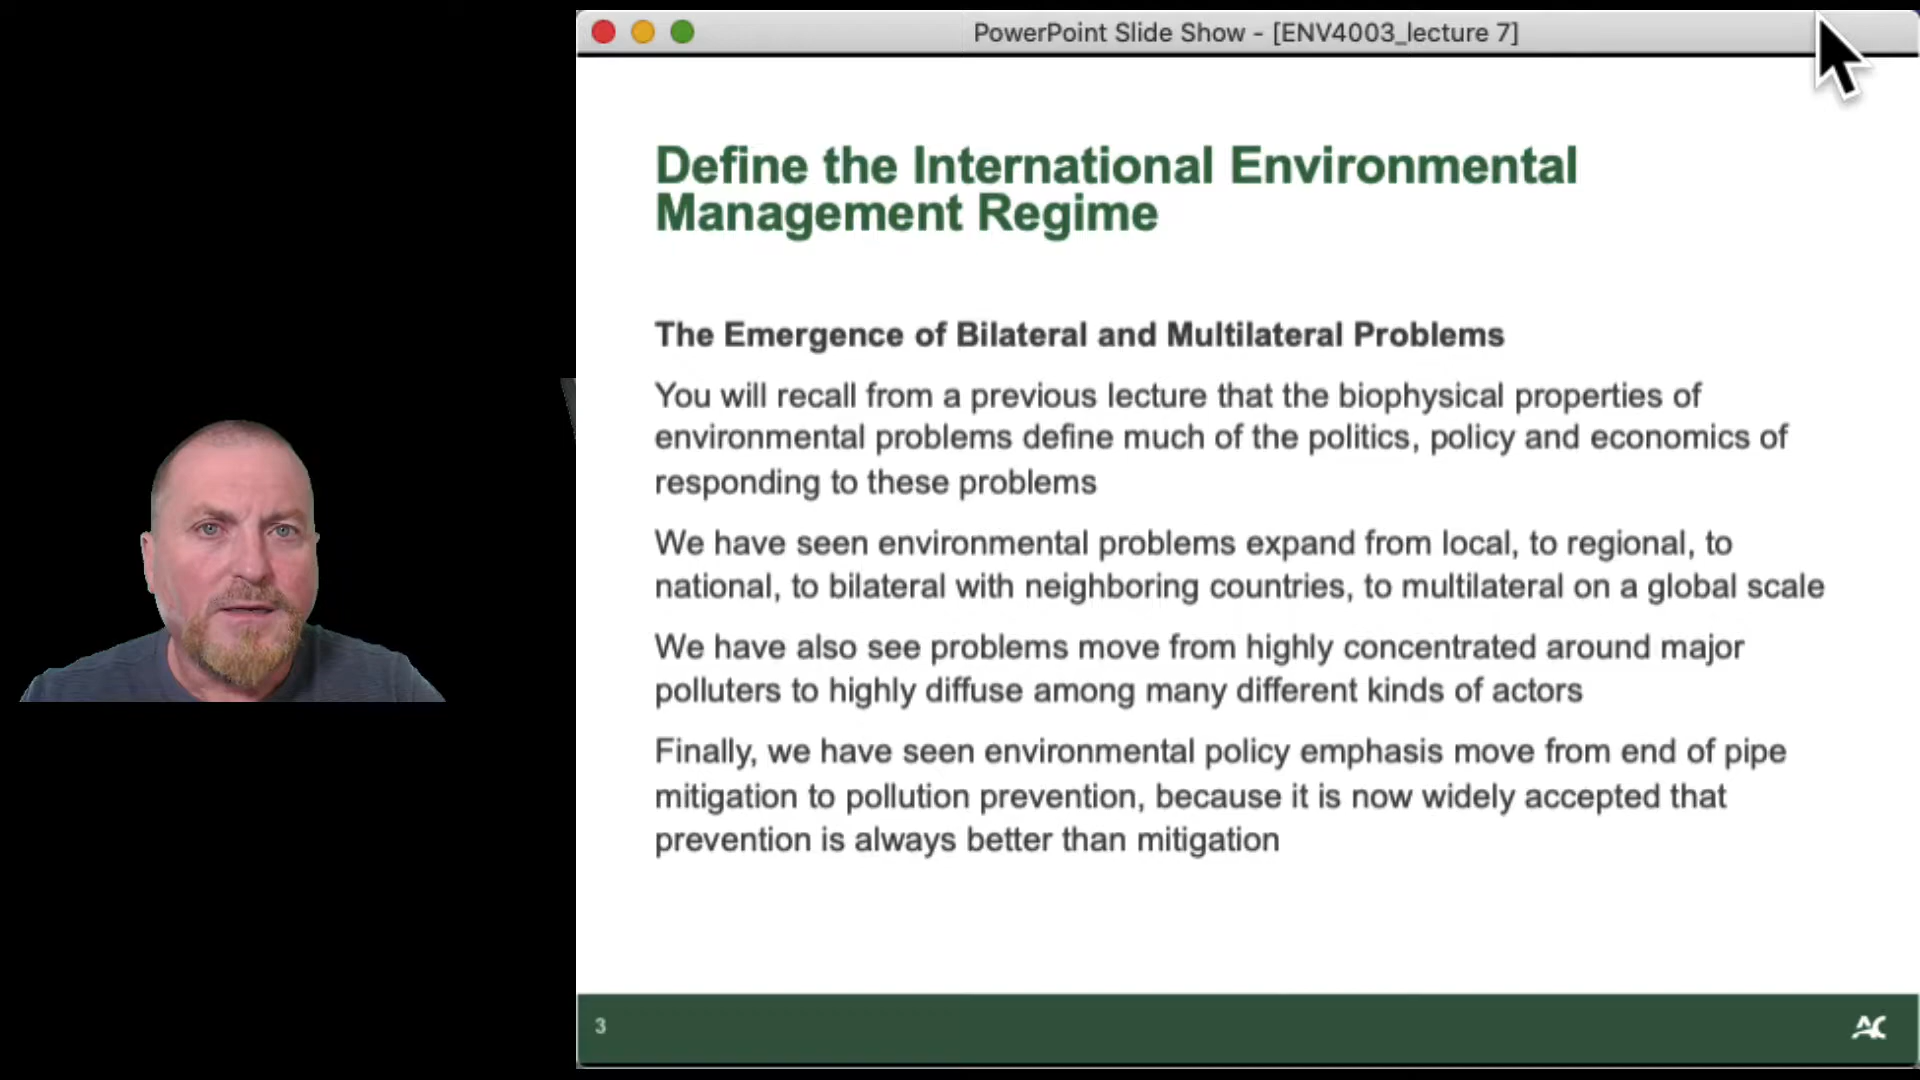 PowerPoint Slide Show - [ENV4003_lecture 7]
Define the International Environmental
Management Regime
The Emergence of Bilateral and Multilateral Problems
You will recall from a previous lecture that the biophysical properties of
environmental problems define much of the politics, policy and economics of
responding to these problems
We have seen environmental problems expand from local, to regional, to
national, to bilateral with neighboring countries, to multilateral on a global scale
We have also see problems move from highly concentrated around major
polluters to highly diffuse among many different kinds of actors
Finally, we have seen environmental policy emphasis move from end of pipe
mitigation to pollution prevention, because it is now widely accepted that
prevention is always better than mitigation
3
AC